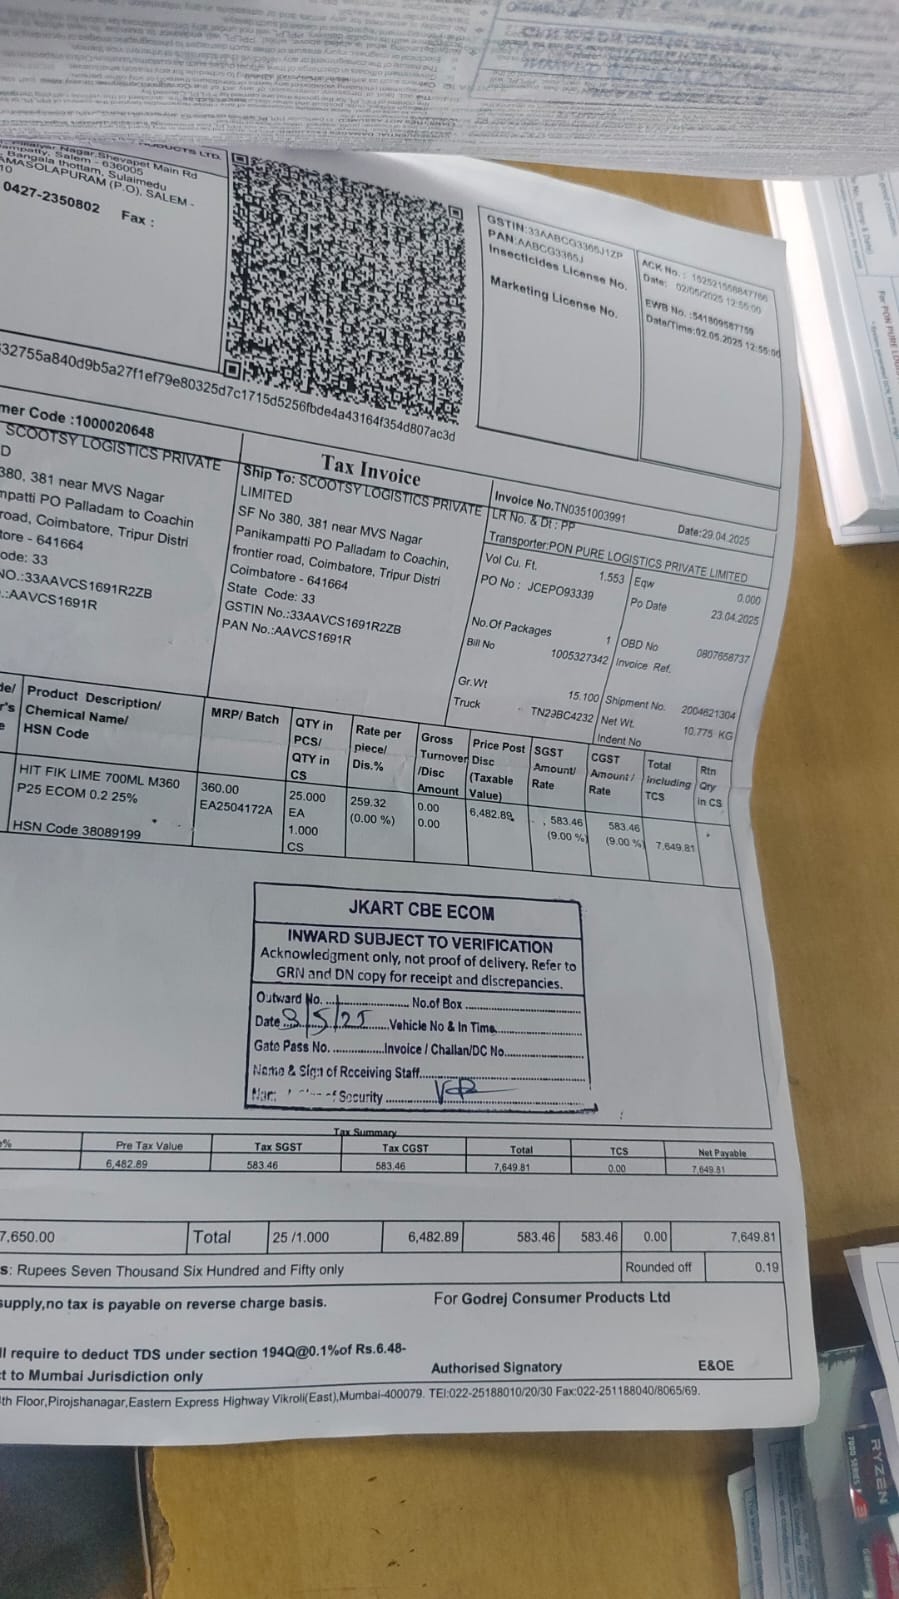 PRODUCTS LTD.
Nagar Shevapet Main Rd
Salem - 636005
Bangala thottam, Sulaimedu
AMASOLAPURAM (P.O), SALEM -
10
0427-2350802 Fax :
GSTIN:33AABCG3365J1ZP
PAN:AABCG3365J
Insecticides License No.
Marketing License No.
ACK No. : 152521556847766
Date: 02/05/2025 12:55:00
EWB No. :541809587759
Date/Time:02.05.2025 12:55:00
32755a840d9b5a27f1ef79e80325d7c1715d5256fbde4a43164f354d807ac3d
mer Code :1000020648
Tax Invoice
SCOOTSY LOGISTICS PRIVATE
D
380, 381 near MVS Nagar
mpatti PO Palladam to Coachin
road, Coimbatore, Tripur Distri
tore - 641664
ode: 33
NO.:33AAVCS1691R2ZB
.:AAVCS1691R
Ship To: SCOOTSY LOGISTICS PRIVATE
LIMITED
SF No 380, 381 near MVS Nagar
Panikampatti PO Palladam to Coachin,
frontier road, Coimbatore, Tripur Distri
Coimbatore - 641664
State Code: 33
GSTIN No.:33AAVCS1691R2ZB
PAN No.:AAVCS1691R
Invoice No.TN0351003991 Date:29.04.2025
LR No. & Dt : PP
Transporter:PON PURE LOGISTICS PRIVATE LIMITED
Vol Cu. Ft. 1.553 Eqw 0.000
PO No : JCEPO93339 Po Date 23.04.2025
No.Of Packages 1 OBD No 0807658737
Bill No 1005327342 Invoice Ref.
Gr.Wt 15.100 Shipment No. 2004621304
Truck TN29BC4232 Net Wt. 10.775 KG
Indent No
de/
r's
e
Product Description/
Chemical Name/
HSN Code
MRP/ Batch
QTY in
PCS/
QTY in
CS
Rate per
piece/
Dis.%
Gross
Turnover
/Disc
Amount
Price Post
Disc
(Taxable
Value)
SGST
Amount/
Rate
CGST
Amount /
Rate
Total
including
TCS
Rtn
Qty
in CS
HIT FIK LIME 700ML M360
P25 ECOM 0.2 25%
HSN Code 38089199
360.00
EA2504172A
25.000
EA
1.000
CS
259.32
(0.00 %)
0.00
0.00
6,482.89
583.46
(9.00 %)
583.46
(9.00 %)
7,649.81
JKART CBE ECOM
INWARD SUBJECT TO VERIFICATION
Acknowledgment only, not proof of delivery. Refer to
GRN and DN copy for receipt and discrepancies.
Outward No. .................... No.of Box ....................
Date 3/5/25 Vehicle No & In Time....................
Gate Pass No. ...............Invoice / Challan/DC No....................
Name & Sign of Receiving Staff....................
of Security ....................
Tax Summary
% Pre Tax Value Tax SGST Tax CGST Total TCS Net Payable
6,482.89 583.46 583.46 7,649.81 0.00 7,649.81
7,650.00 Total 25 /1.000 6,482.89 583.46 583.46 0.00 7,649.81
s: Rupees Seven Thousand Six Hundred and Fifty only Rounded off 0.19
supply,no tax is payable on reverse charge basis. For Godrej Consumer Products Ltd
ll require to deduct TDS under section 194Q@0.1%of Rs.6.48-
Authorised Signatory E&OE
ct to Mumbai Jurisdiction only
th Floor,Pirojshanagar,Eastern Express Highway Vikroli(East),Mumbai-400079. TEl:022-25188010/20/30 Fax:022-251188040/8065/69.
RYZEN
7000 SERIES